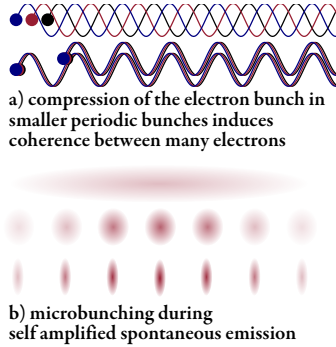 a) compression of the electron bunch in
smaller periodic bunches induces
coherence between many electrons
b) microbunching during
self amplified spontaneous emission